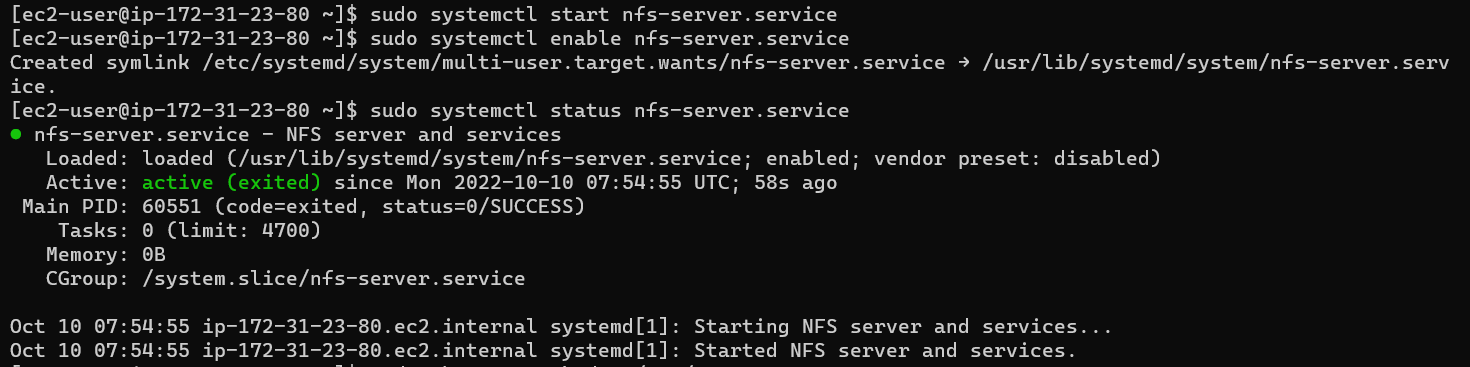 [ec2-user@ip-172-31-23-80 ~]$ sudo systemctl start nfs-server.service
[ec2-user@ip-172-31-23-80 ~]$ sudo systemctl enable nfs-server.service
Created symlink /etc/systemd/system/multi-user.target.wants/nfs-server.service → /usr/lib/systemd/system/nfs-server.serv
ice.
[ec2-user@ip-172-31-23-80 ~]$ sudo systemctl status nfs-server.service
● nfs-server.service - NFS server and services
   Loaded: loaded (/usr/lib/systemd/system/nfs-server.service; enabled; vendor preset: disabled)
   Active: active (exited) since Mon 2022-10-10 07:54:55 UTC; 58s ago
 Main PID: 60551 (code=exited, status=0/SUCCESS)
    Tasks: 0 (limit: 4700)
   Memory: 0B
   CGroup: /system.slice/nfs-server.service

Oct 10 07:54:55 ip-172-31-23-80.ec2.internal systemd[1]: Starting NFS server and services...
Oct 10 07:54:55 ip-172-31-23-80.ec2.internal systemd[1]: Started NFS server and services.